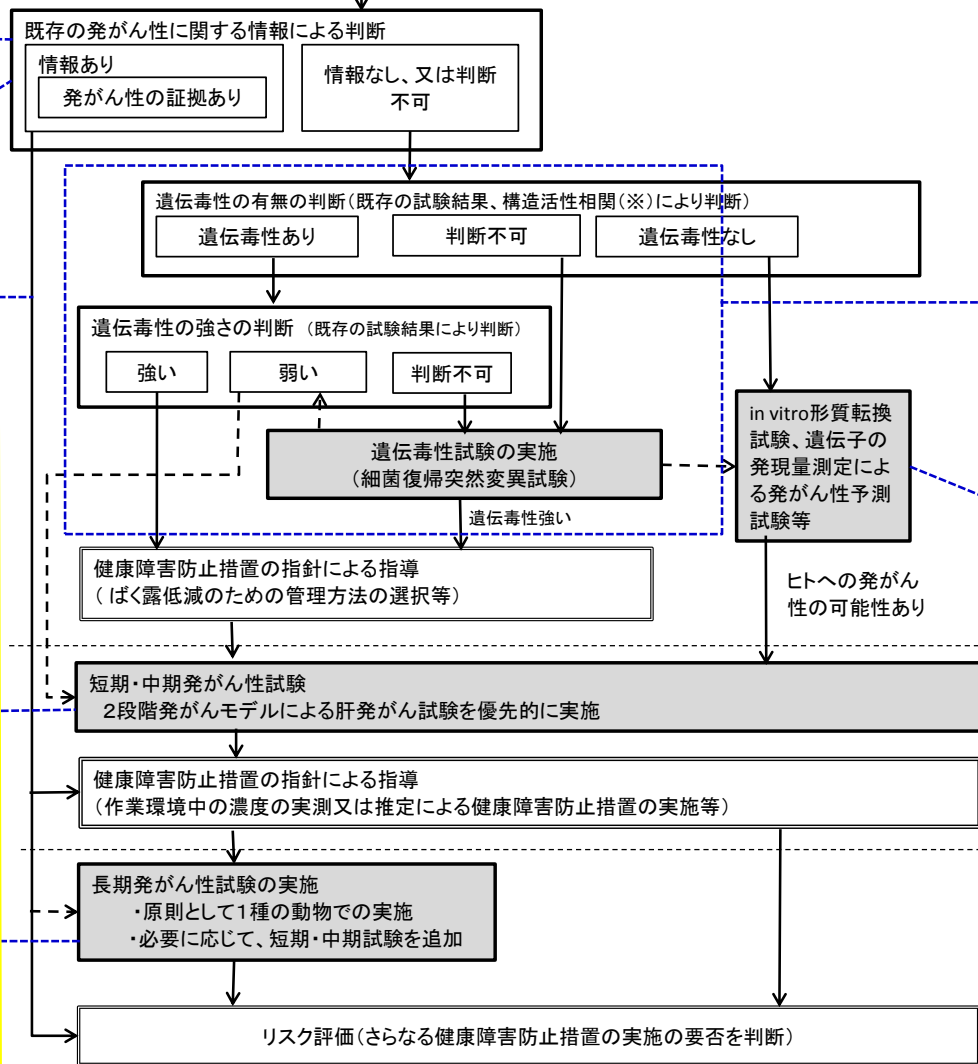 既存の発がん性に関する情報による判断
情報あり
発がん性の証拠あり
情報なし、又は判断
不可
遺伝毒性の有無の判断(既存の試験結果、構造活性相関(※)により判断)
遺伝毒性あり
判断不可
遺伝毒性なし
遺伝毒性の強さの判断 (既存の試験結果により判断)
強い
弱い
判断不可
遺伝毒性試験の実施
(細菌復帰突然変異試験)
in vitro形質転換
試験、遺伝子の
発現量測定によ
る発がん性予測
試験等
遺伝毒性強い
健康障害防止措置の指針による指導
( ばく露低減のための管理方法の選択等)
ヒトへの発がん
性の可能性あり
短期・中期発がん性試験
2段階発がんモデルによる肝発がん試験を優先的に実施
健康障害防止措置の指針による指導
(作業環境中の濃度の実測又は推定による健康障害防止措置の実施等)
長期発がん性試験の実施
・原則として1種の動物での実施
・必要に応じて、短期・中期試験を追加
リスク評価(さらなる健康障害防止措置の実施の要否を判断)